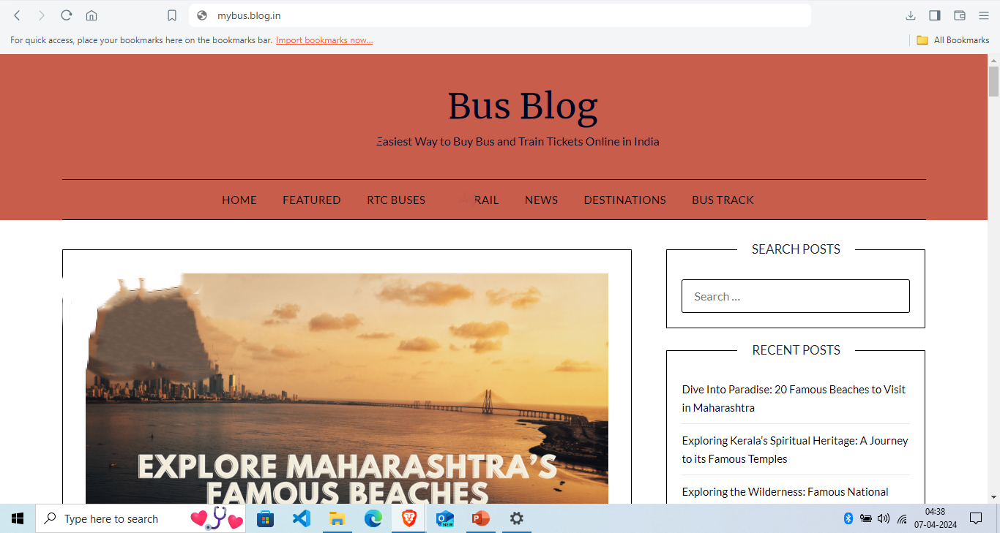 mybus.blog.in
For quick access, place your bookmarks here on the bookmarks bar. Import bookmarks now...
All Bookmarks
Bus Blog
Easiest Way to Buy Bus and Train Tickets Online in India
HOME FEATURED RTC BUSES RAIL NEWS DESTINATIONS BUS TRACK
SEARCH POSTS
Search ...
RECENT POSTS
Dive Into Paradise: 20 Famous Beaches to Visit
in Maharashtra
Exploring Kerala’s Spiritual Heritage: A Journey
to its Famous Temples
Exploring the Wilderness: Famous National
EXPLORE MAHARASHTRA’S
FAMOUS BEACHES
Type here to search
NEW
04:38
07-04-2024